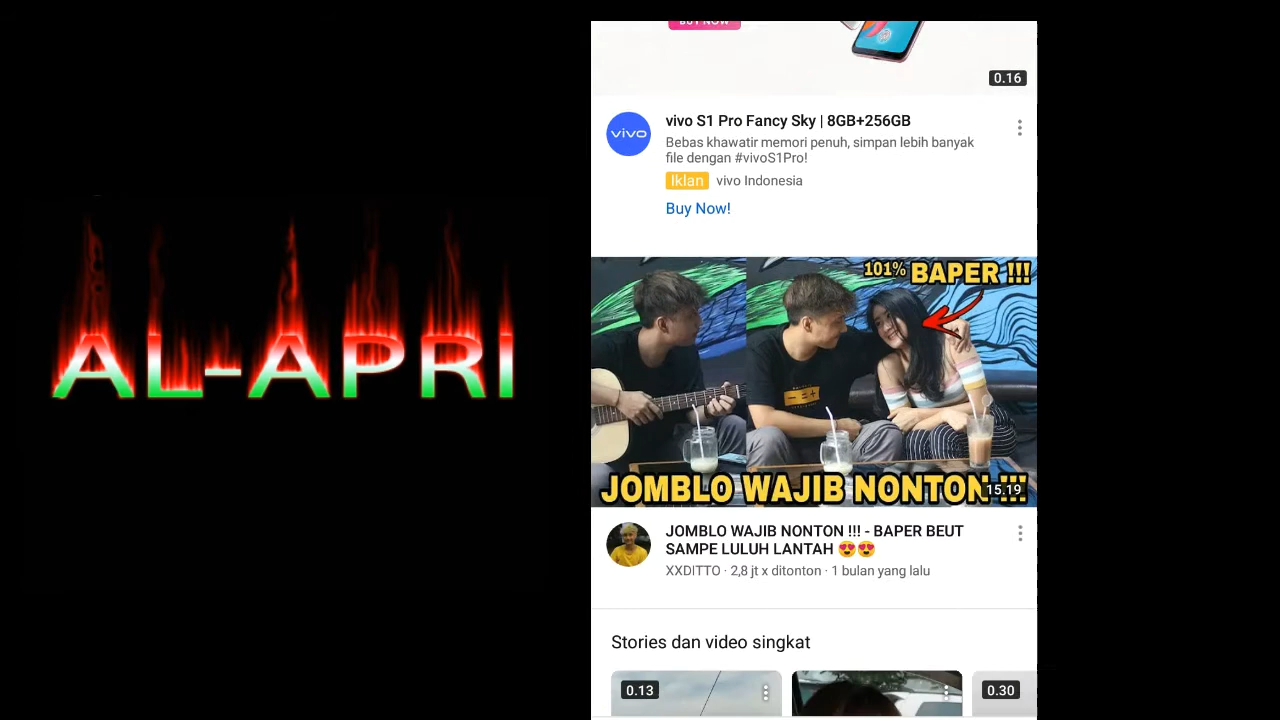 AL-APRI
BUY NOW
0.16
vivo
vivo S1 Pro Fancy Sky | 8GB+256GB
Bebas khawatir memori penuh, simpan lebih banyak
file dengan #vivoS1Pro!
Iklan vivo Indonesia
Buy Now!
101% BAPER !!!
JOMBLO WAJIB NONTON !!!
15.19
JOMBLO WAJIB NONTON !!! - BAPER BEUT
SAMPE LULUH LANTAH 😍😍
XXDITTO · 2,8 jt x ditonton · 1 bulan yang lalu
Stories dan video singkat
0.13
0.30